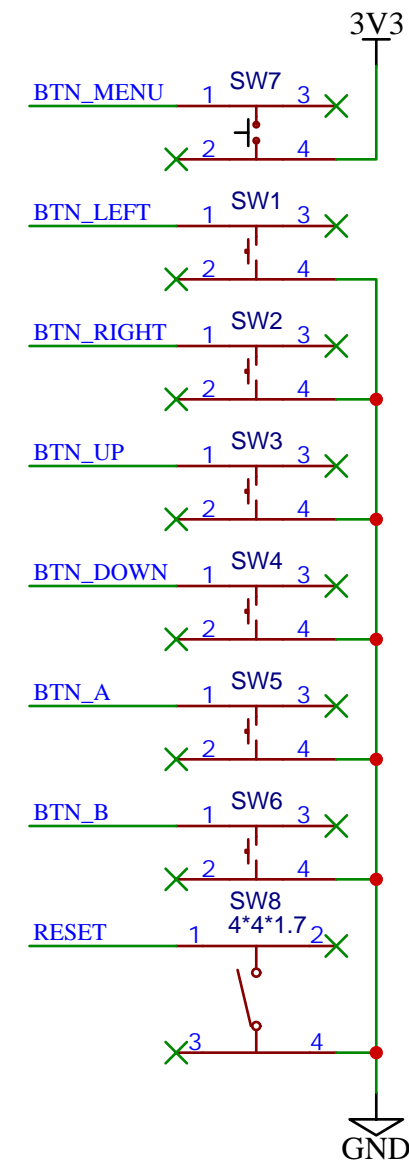 3V3
SW7
BTN_MENU 1 3
2 4
SW1
BTN_LEFT 1 3
2 4
SW2
BTN_RIGHT 1 3
2 4
SW3
BTN_UP 1 3
2 4
SW4
BTN_DOWN 1 3
2 4
SW5
BTN_A 1 3
2 4
SW6
BTN_B 1 3
2 4
SW8
4*4*1.7
RESET 1 2
3 4
GND